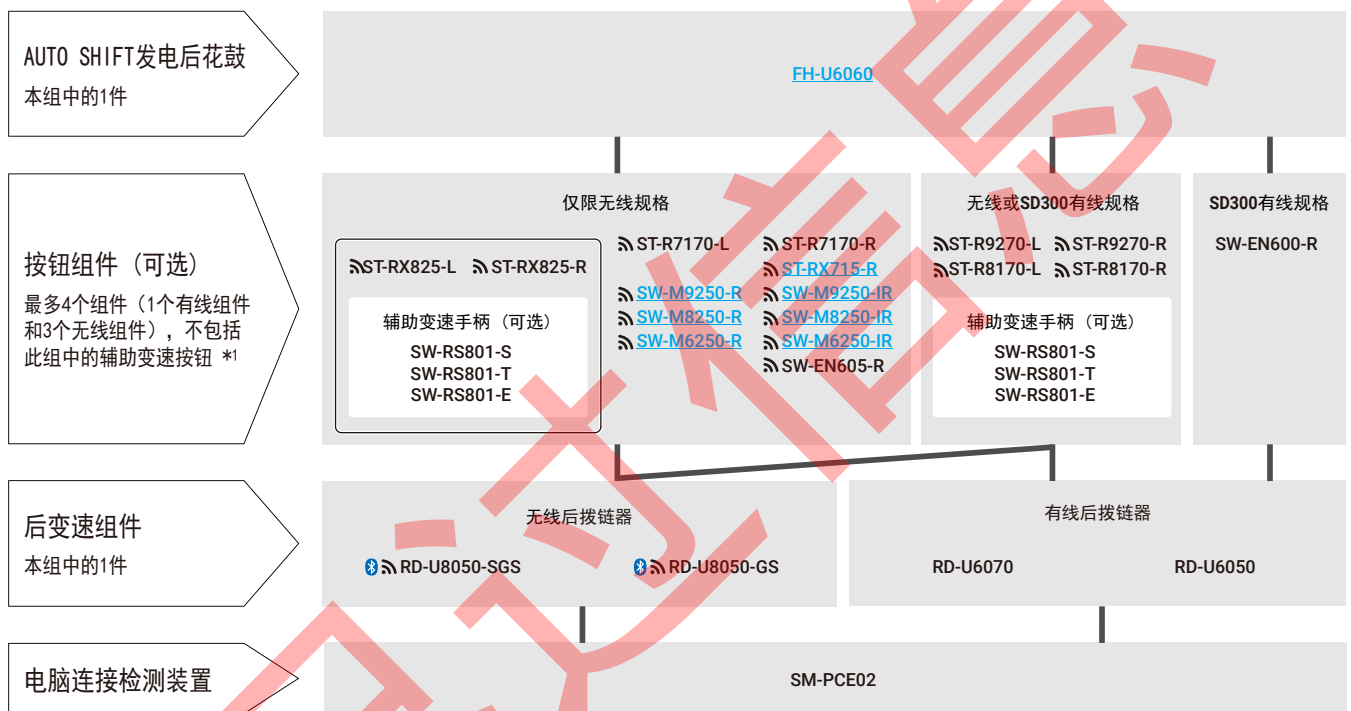 AUTO SHIFT发电后花鼓
本组中的1件
FH-U6060
按钮组件（可选）
最多4个组件（1个有线组件
和3个无线组件），不包括
此组中的辅助变速按钮 *1
仅限无线规格
ST-RX825-L ST-RX825-R
辅助变速手柄（可选）
SW-RS801-S
SW-RS801-T
SW-RS801-E
ST-R7170-L ST-R7170-R
ST-RX715-R
SW-M9250-R SW-M9250-IR
SW-M8250-R SW-M8250-IR
SW-M6250-R SW-M6250-IR
SW-EN605-R
无线或SD300有线规格
ST-R9270-L ST-R9270-R
ST-R8170-L ST-R8170-R
辅助变速手柄（可选）
SW-RS801-S
SW-RS801-T
SW-RS801-E
SD300有线规格
SW-EN600-R
后变速组件
本组中的1件
无线后拨链器
RD-U8050-SGS RD-U8050-GS
有线后拨链器
RD-U6070 RD-U6050
电脑连接检测装置
SM-PCE02
过信息